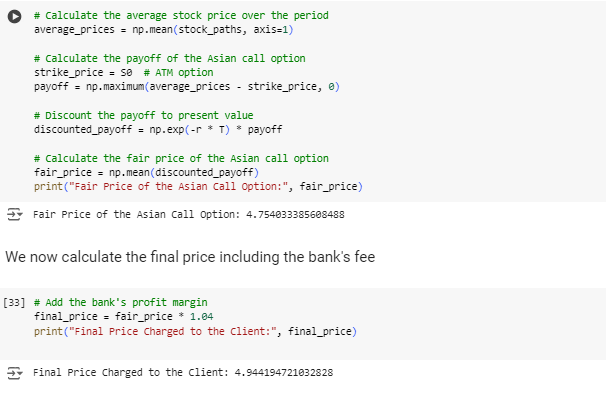 # Calculate the average stock price over the period
average_prices = np.mean(stock_paths, axis=1)
# Calculate the payoff of the Asian call option
strike_price = S0  # ATM option
payoff = np.maximum(average_prices - strike_price, 0)
# Discount the payoff to present value
discounted_payoff = np.exp(-r * T) * payoff
# Calculate the fair price of the Asian call option
fair_price = np.mean(discounted_payoff)
print("Fair Price of the Asian Call Option:", fair_price)
Fair Price of the Asian Call Option: 4.754033385608488
We now calculate the final price including the bank's fee
[33] # Add the bank's profit margin
final_price = fair_price * 1.04
print("Final Price Charged to the Client:", final_price)
Final Price Charged to the Client: 4.944194721032828